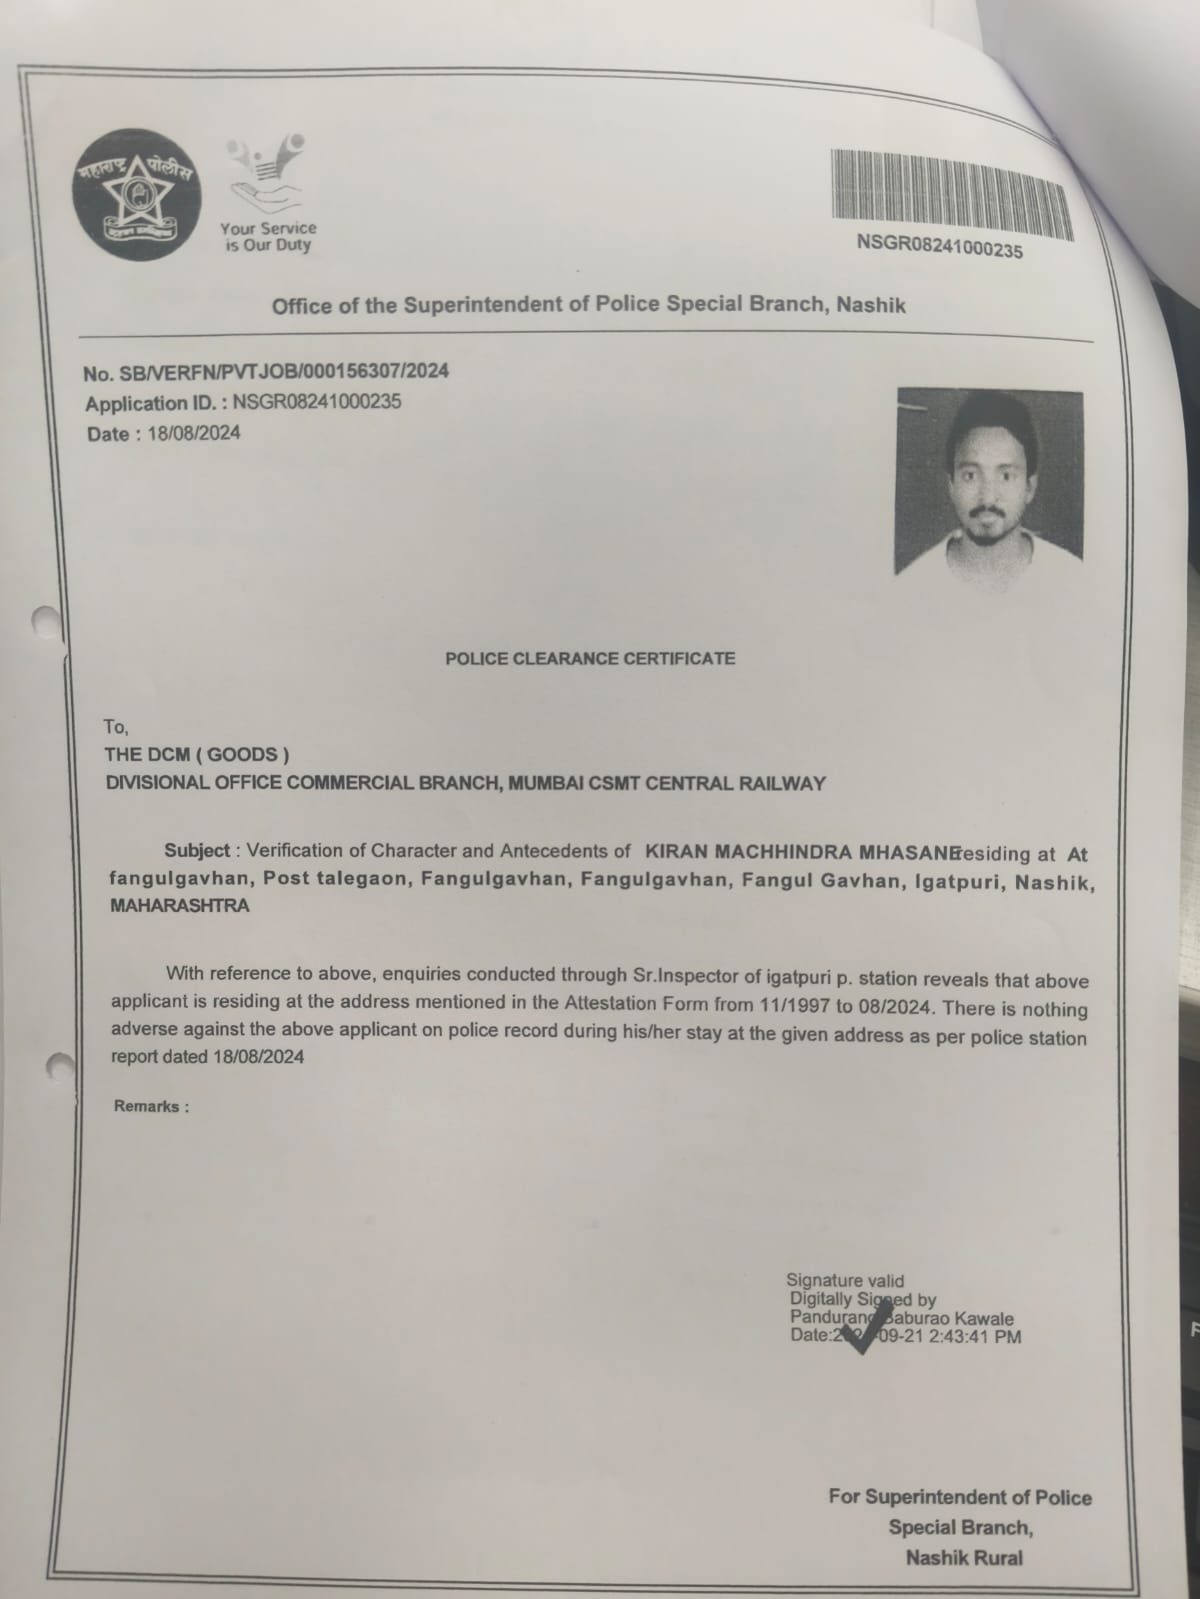 महाराष्ट्र पोलीस
Your Service
is Our Duty
NSGR08241000235
Office of the Superintendent of Police Special Branch, Nashik
No. SB/VERFN/PVTJOB/000156307/2024
Application ID. : NSGR08241000235
Date : 18/08/2024
POLICE CLEARANCE CERTIFICATE
To,
THE DCM ( GOODS )
DIVISIONAL OFFICE COMMERCIAL BRANCH, MUMBAI CSMT CENTRAL RAILWAY
Subject : Verification of Character and Antecedents of KIRAN MACHHINDRA MHASANE residing at At
fangulgavhan, Post talegaon, Fangulgavhan, Fangulgavhan, Fangul Gavhan, Igatpuri, Nashik,
MAHARASHTRA
With reference to above, enquiries conducted through Sr.Inspector of igatpuri p. station reveals that above
applicant is residing at the address mentioned in the Attestation Form from 11/1997 to 08/2024. There is nothing
adverse against the above applicant on police record during his/her stay at the given address as per police station
report dated 18/08/2024
Remarks :
Signature valid
Digitally Signed by
Pandurang Baburao Kawale
Date: 09-21 2:43:41 PM
For Superintendent of Police
Special Branch,
Nashik Rural